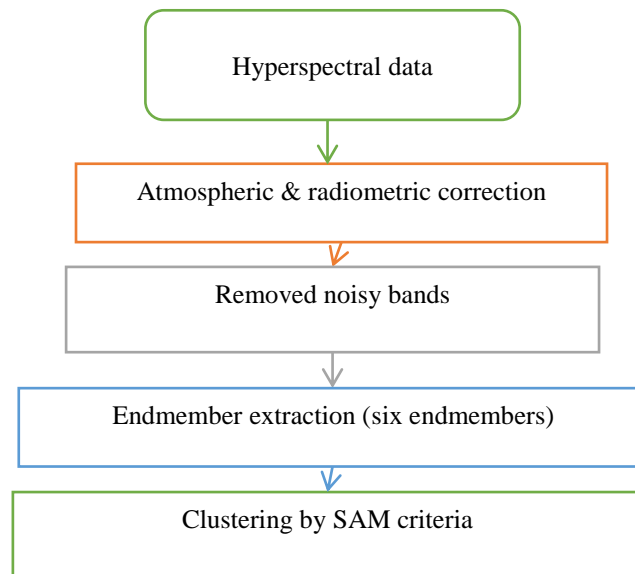 Hyperspectral data
Atmospheric & radiometric correction
Removed noisy bands
Endmember extraction (six endmembers)
Clustering by SAM criteria